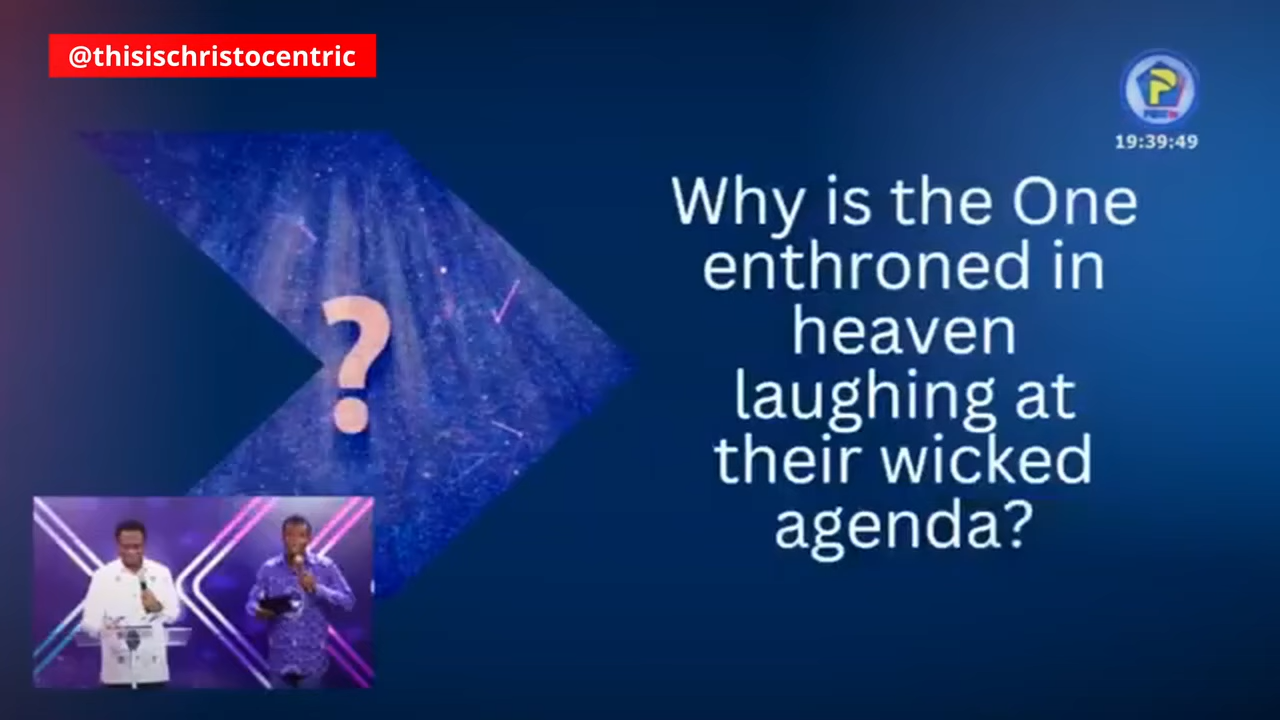 @thisischristocentric
19:39:49
Why is the One
enthroned in
heaven
laughing at
their wicked
agenda?
?